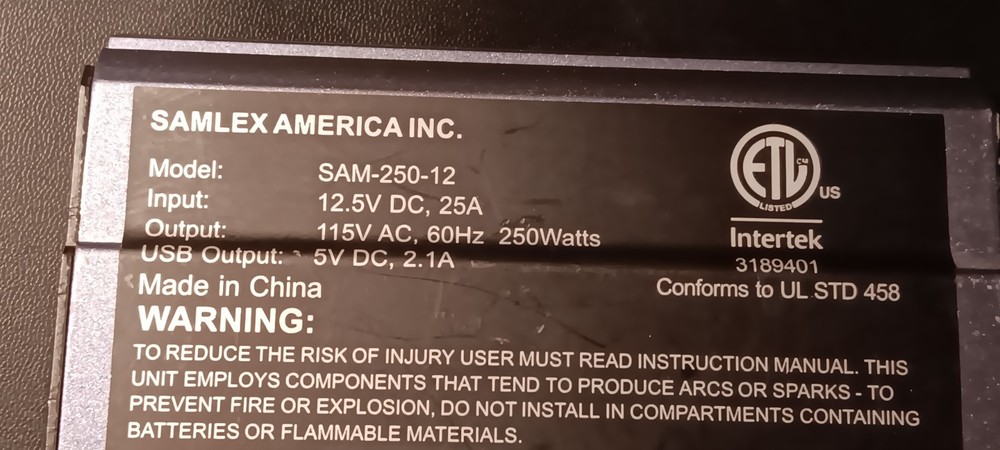 SAMLEX AMERICA INC.
Model: SAM-250-12
Input: 12.5V DC, 25A
Output: 115V AC, 60Hz 250Watts
USB Output: 5V DC, 2.1A
Made in China
ETL
CM
US
LISTED
Intertek
3189401
Conforms to UL STD 458
WARNING:
TO REDUCE THE RISK OF INJURY USER MUST READ INSTRUCTION MANUAL. THIS
UNIT EMPLOYS COMPONENTS THAT TEND TO PRODUCE ARCS OR SPARKS - TO
PREVENT FIRE OR EXPLOSION, DO NOT INSTALL IN COMPARTMENTS CONTAINING
BATTERIES OR FLAMMABLE MATERIALS.